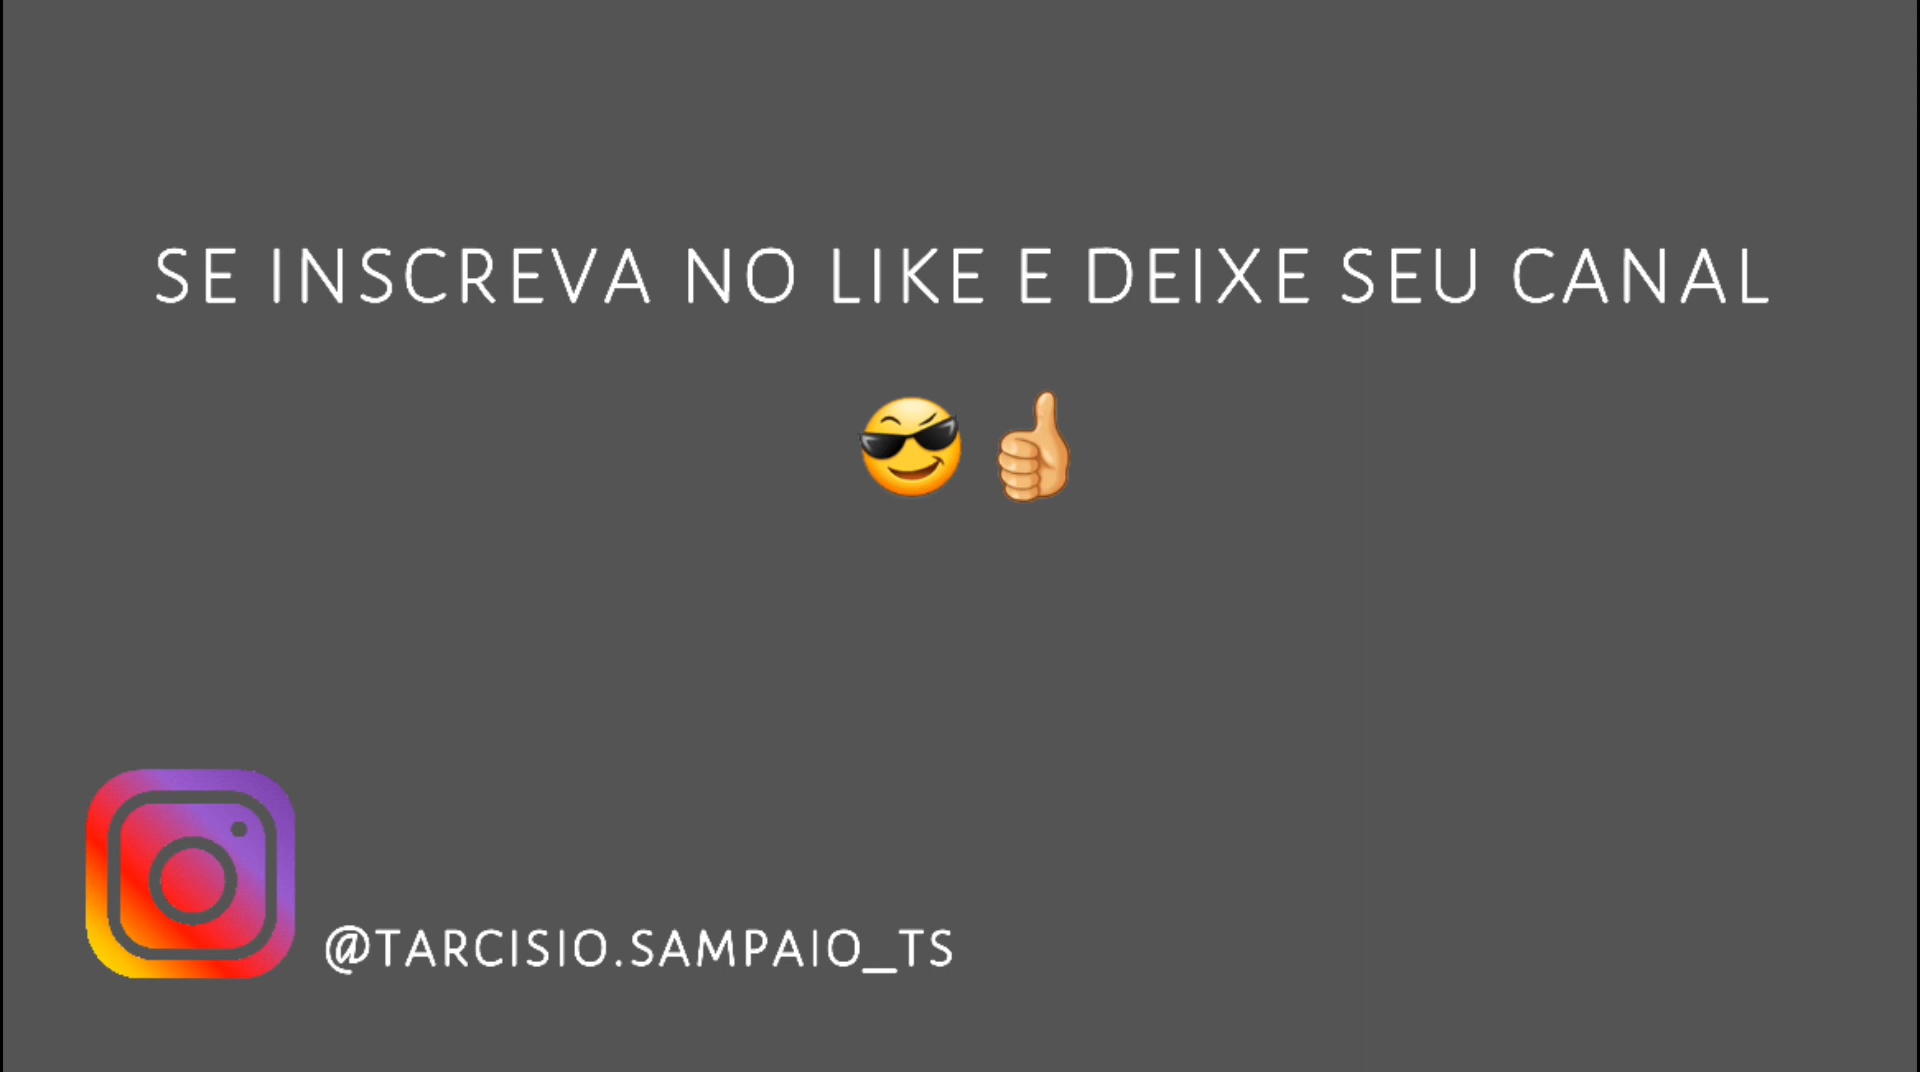 SE INSCREVA NO LIKE E DEIXE SEU CANAL
😎👍
@TARCISIO.SAMPAIO_TS